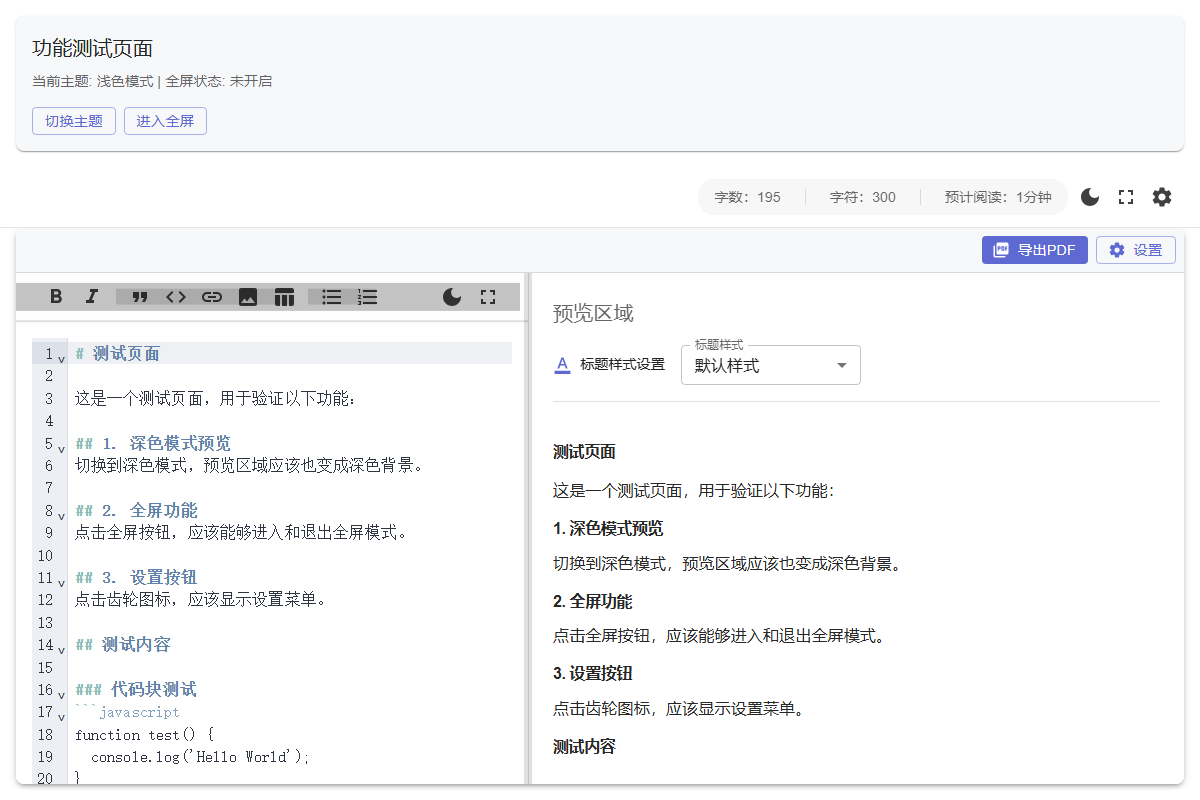 功能测试页面
当前主题: 浅色模式 | 全屏状态: 未开启
切换主题 进入全屏
字数：195 字符：300 预计阅读：1分钟
导出PDF 设置
预览区域
标题样式
标题样式设置 默认样式
1 # 测试页面
2
3 这是一个测试页面，用于验证以下功能：
4
5 ## 1. 深色模式预览
6 切换到深色模式，预览区域应该也变成深色背景。
7
8 ## 2. 全屏功能
9 点击全屏按钮，应该能够进入和退出全屏模式。
10
11 ## 3. 设置按钮
12 点击齿轮图标，应该显示设置菜单。
13
14 ## 测试内容
15
16 ### 代码块测试
17 ```javascript
18 function test() {
19   console.log('Hello World');
20 }
测试页面
这是一个测试页面，用于验证以下功能：
1. 深色模式预览
切换到深色模式，预览区域应该也变成深色背景。
2. 全屏功能
点击全屏按钮，应该能够进入和退出全屏模式。
3. 设置按钮
点击齿轮图标，应该显示设置菜单。
测试内容